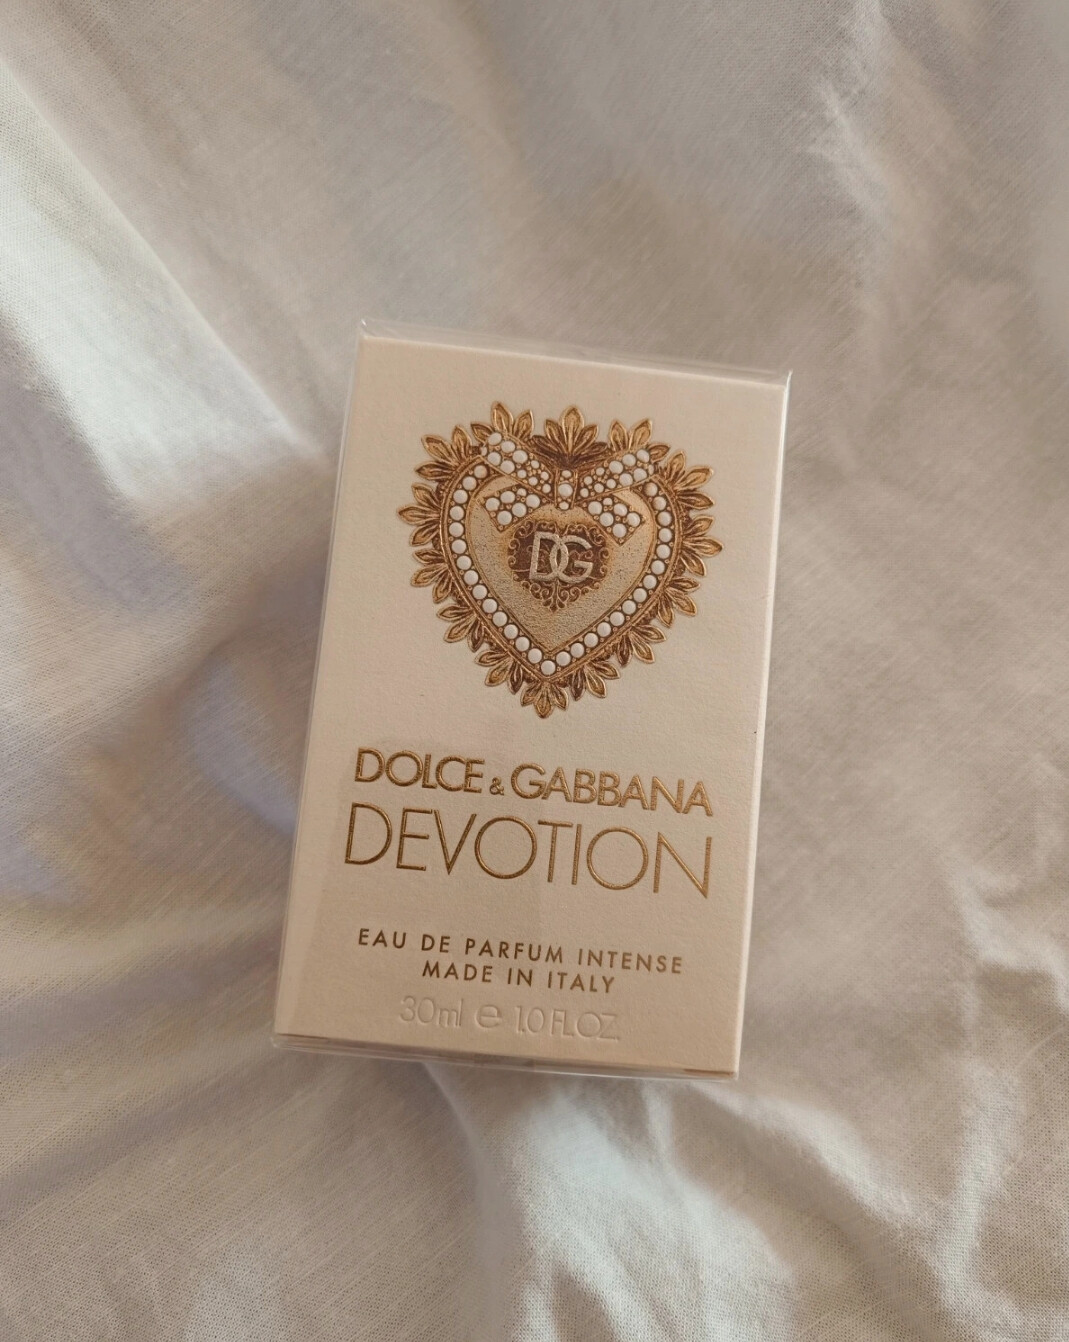 DG
DOLCE & GABBANA
DEVOTION
EAU DE PARFUM INTENSE
MADE IN ITALY
30ml ℮ 1.0 FL.OZ.